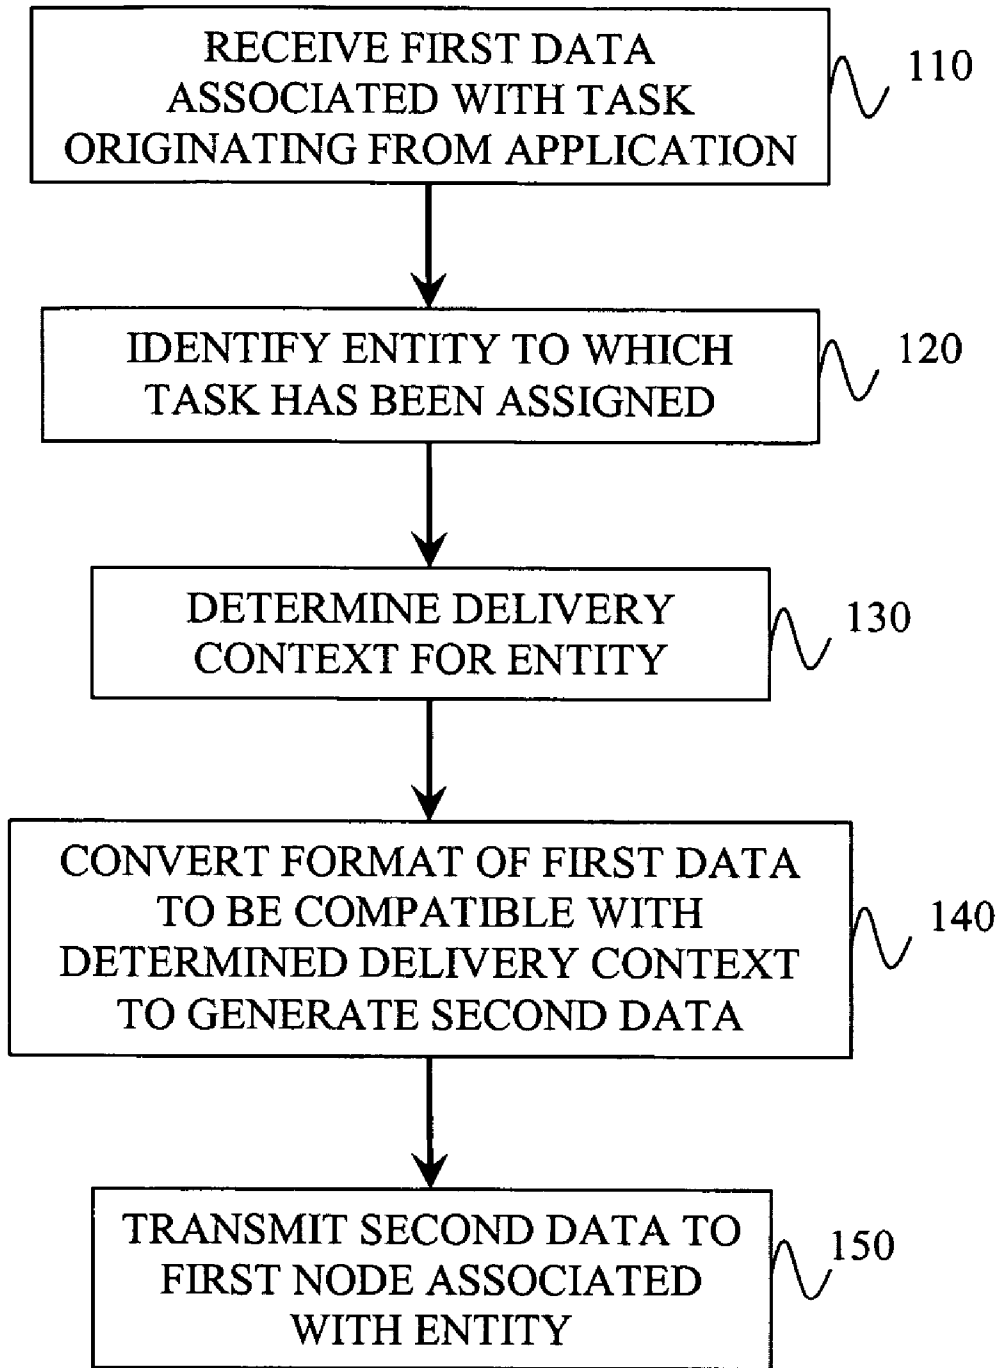 RECEIVE FIRST DATA
ASSOCIATED WITH TASK
ORIGINATING FROM APPLICATION
110
IDENTIFY ENTITY TO WHICH
TASK HAS BEEN ASSIGNED
120
DETERMINE DELIVERY
CONTEXT FOR ENTITY
130
CONVERT FORMAT OF FIRST DATA
TO BE COMPATIBLE WITH
DETERMINED DELIVERY CONTEXT
TO GENERATE SECOND DATA
140
TRANSMIT SECOND DATA TO
FIRST NODE ASSOCIATED
WITH ENTITY
150